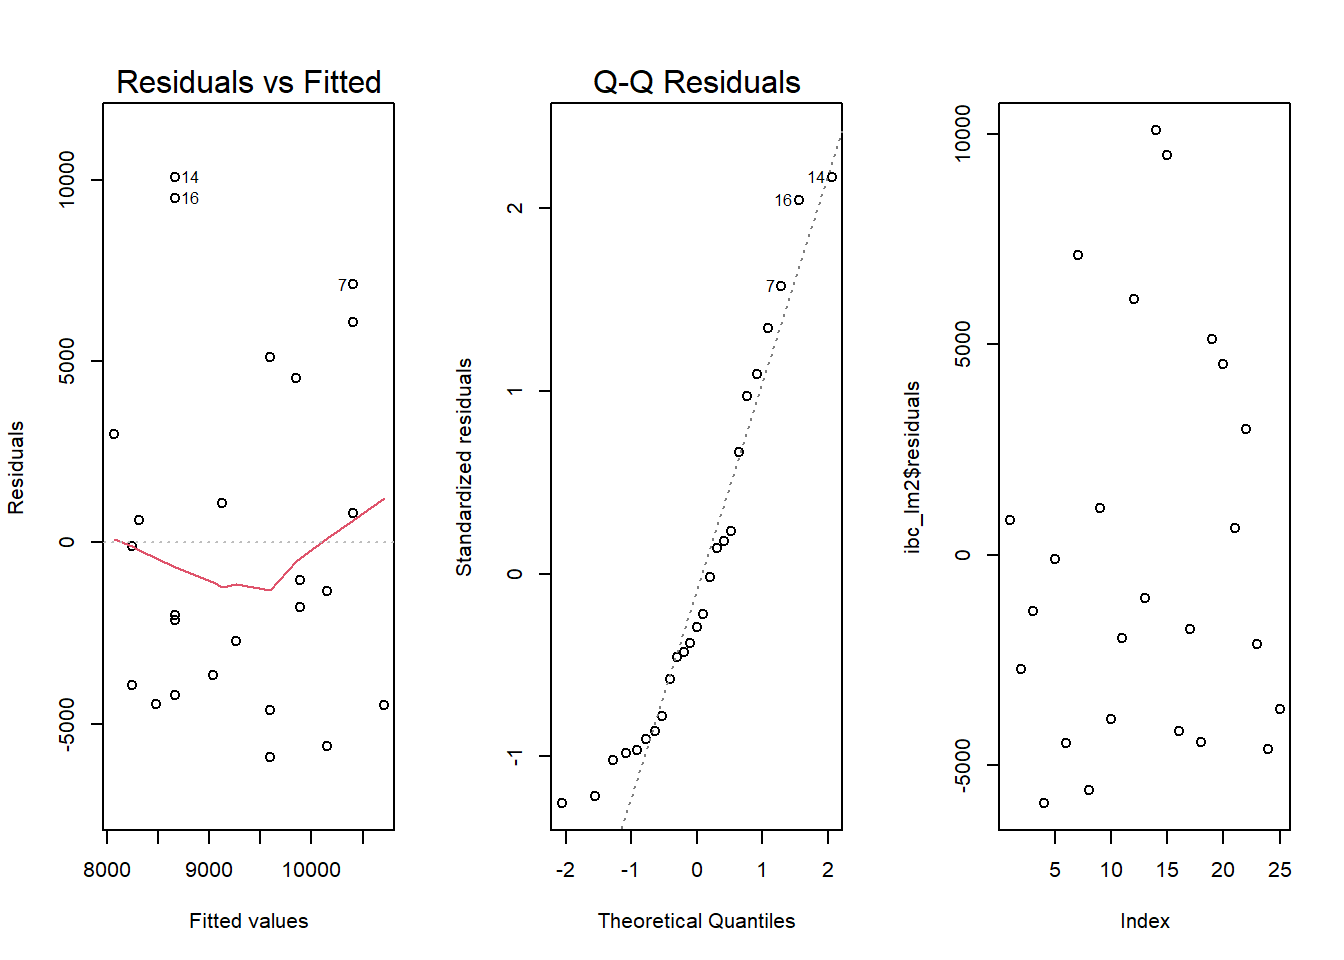 Residuals vs Fitted
Residuals
10000
5000
0
-5000
14
16
7
8000 9000 10000
Fitted values
Q-Q Residuals
Standardized residuals
2
1
0
-1
14
16
7
-2 -1 0 1 2
Theoretical Quantiles
ibc_lm2$residuals
10000
5000
0
-5000
5 10 15 20 25
Index